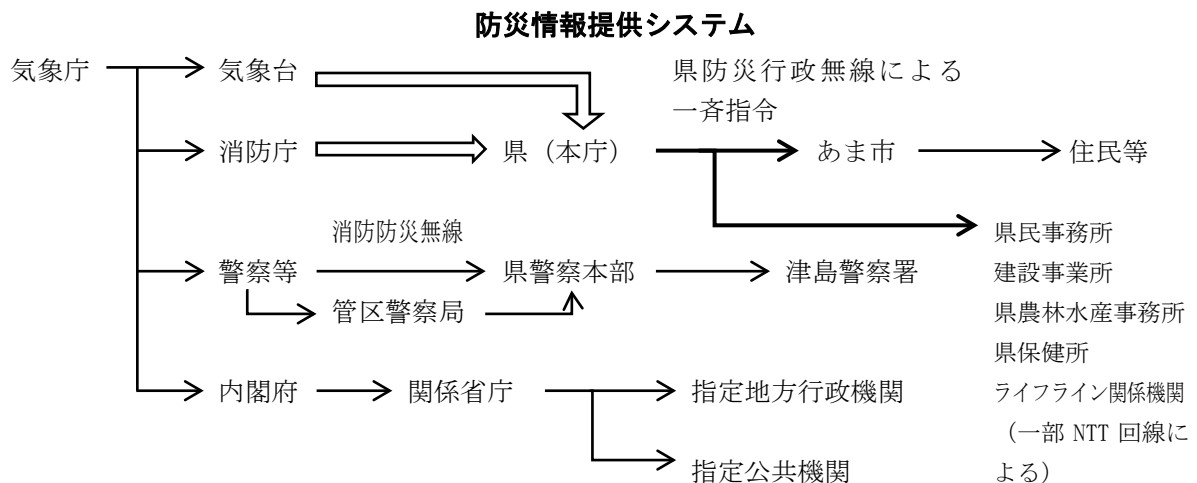 防災情報提供システム
気象庁
気象台
県防災行政無線による
一斉指令
消防庁
県（本庁）
あま市
住民等
消防防災無線
警察等
県警察本部
津島警察署
管区警察局
県民事務所
建設事業所
県農林水産事務所
県保健所
ライフライン関係機関
（一部 NTT 回線に
よる）
内閣府
関係省庁
指定地方行政機関
指定公共機関